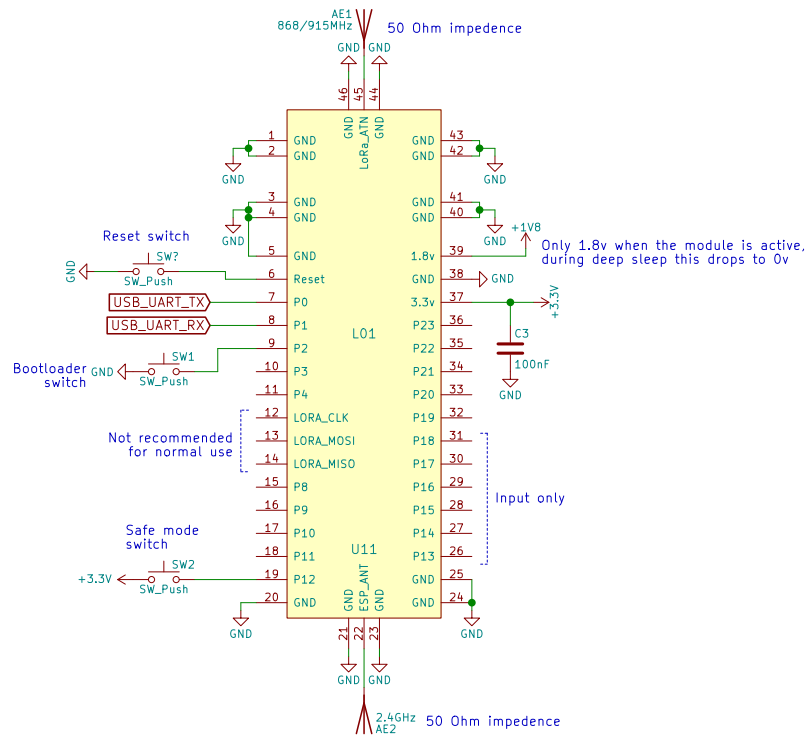 AE1
868/915MHz
50 Ohm impedence
GND GND
46 45 44
GND LoRa_ATN GND
1 GND GND 43
2 GND GND 42
GND GND
3 GND GND 41
4 GND GND 40
GND GND
+1V8
5 GND 1.8v 39
Only 1.8v when the module is active,
during deep sleep this drops to 0v
Reset switch
SW?
GND
SW_Push
6 Reset GND 38 GND
USB_UART_TX 7 P0 3.3v 37 +3.3V
USB_UART_RX 8 P1 P23 36
L01
C3
100nF
GND
SW1
9 P2 P22 35
Bootloader
switch
GND
SW_Push
10 P3 P21 34
11 P4 P20 33
12 LORA_CLK P19 32
Not recommended
for normal use
13 LORA_MOSI P18 31
14 LORA_MISO P17 30
15 P8 P16 29
Input only
16 P9 P15 28
17 P10 P14 27
Safe mode
switch
18 P11 P13 26
U11
SW2
+3.3V
SW_Push
19 P12 GND 25
20 GND GND 24
GND GND
GND ESP_ANT GND
21 22 23
GND GND
2.4GHz
AE2
50 Ohm impedence